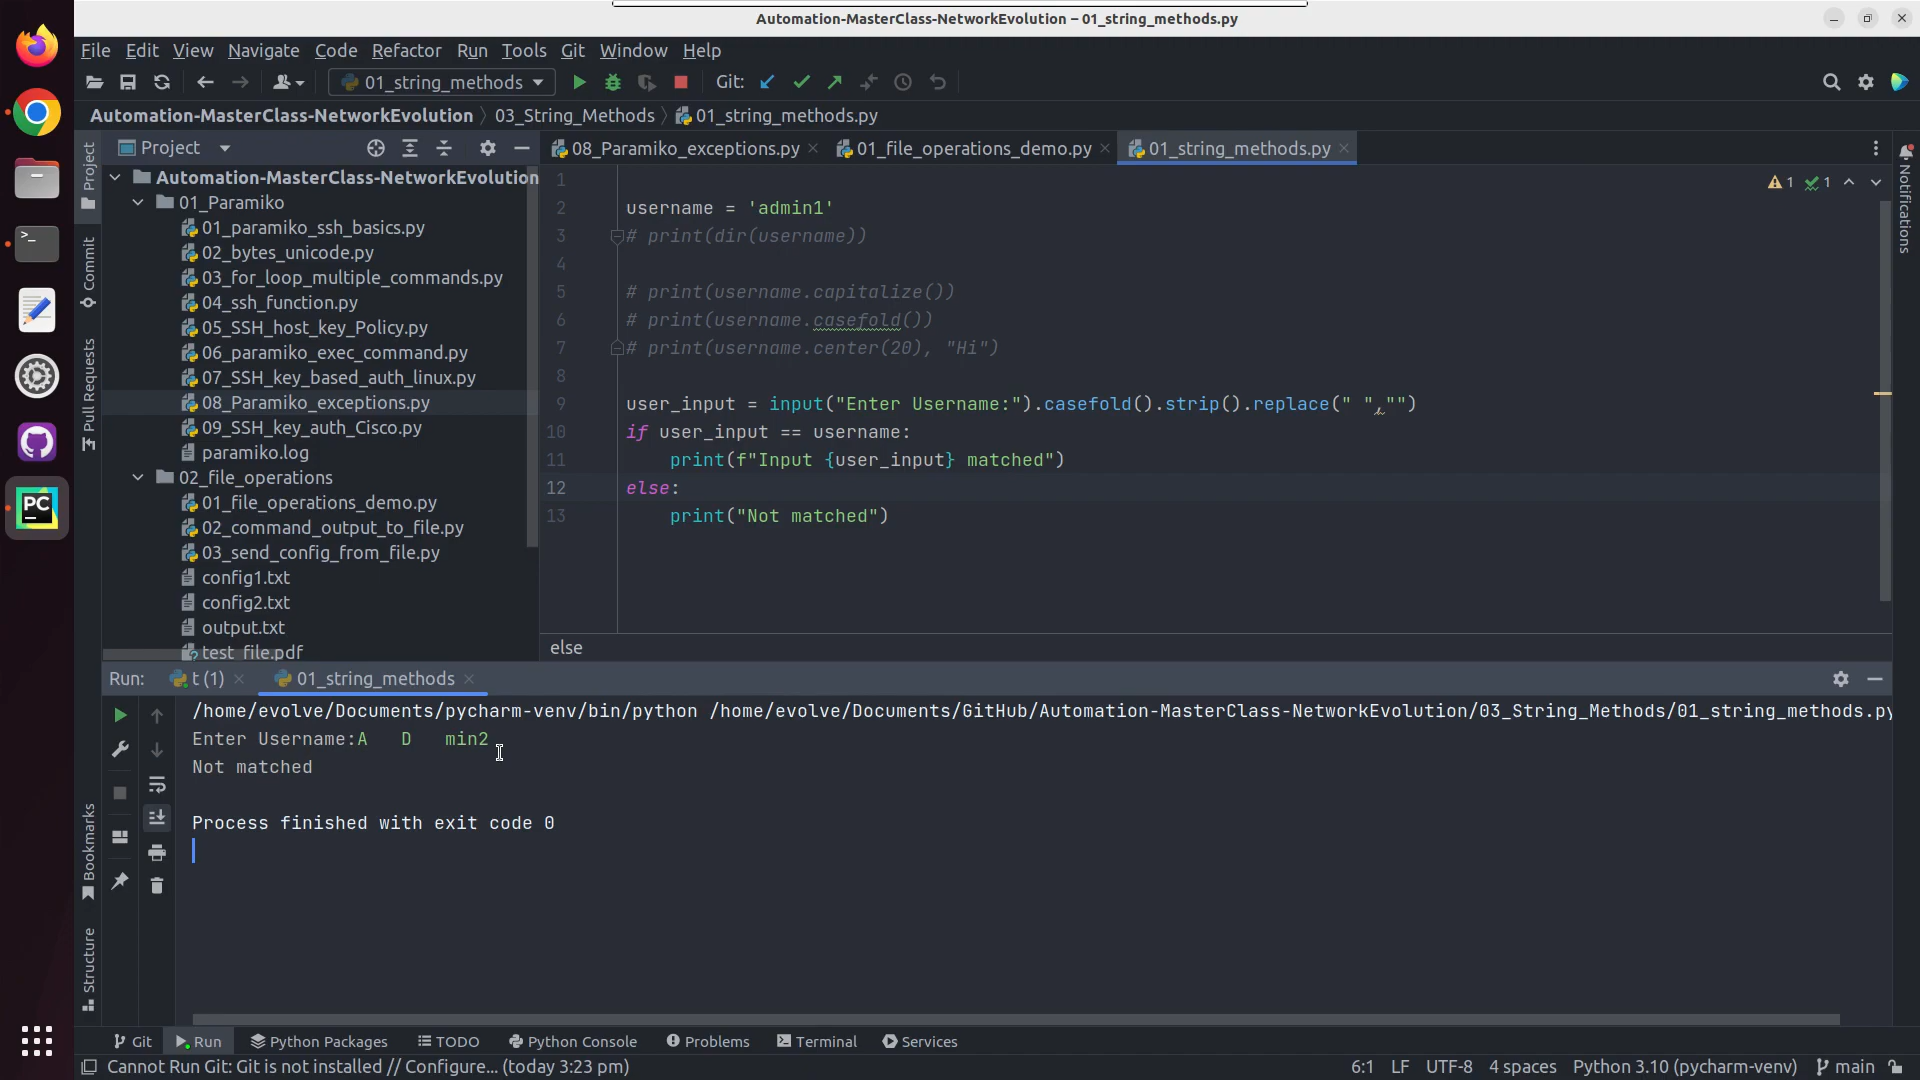 Automation-MasterClass-NetworkEvolution – 01_string_methods.py
File Edit View Navigate Code Refactor Run Tools Git Window Help
01_string_methods Git:
Automation-MasterClass-NetworkEvolution 03_String_Methods 01_string_methods.py
Project 08_Paramiko_exceptions.py 01_file_operations_demo.py 01_string_methods.py
Automation-MasterClass-NetworkEvolution
01_Paramiko
01_paramiko_ssh_basics.py
02_bytes_unicode.py
03_for_loop_multiple_commands.py
04_ssh_function.py
05_SSH_host_key_Policy.py
06_paramiko_exec_command.py
07_SSH_key_based_auth_linux.py
08_Paramiko_exceptions.py
09_SSH_key_auth_Cisco.py
paramiko.log
02_file_operations
01_file_operations_demo.py
02_command_output_to_file.py
03_send_config_from_file.py
config1.txt
config2.txt
output.txt
test_file.pdf
Project
Commit
Pull Requests
Bookmarks
Structure
Notifications
1 1
1
2 username = 'admin1'
3 # print(dir(username))
4
5 # print(username.capitalize())
6 # print(username.casefold())
7 # print(username.center(20), "Hi")
8
9 user_input = input("Enter Username:").casefold().strip().replace(" ","")
10 if user_input == username:
11 print(f"Input {user_input} matched")
12 else:
13 print("Not matched")
else
Run: t (1) 01_string_methods
/home/evolve/Documents/pycharm-venv/bin/python /home/evolve/Documents/GitHub/Automation-MasterClass-NetworkEvolution/03_String_Methods/01_string_methods.py
Enter Username:A   D   min2
Not matched
Process finished with exit code 0
Git Run Python Packages TODO Python Console Problems Terminal Services
Cannot Run Git: Git is not installed // Configure... (today 3:23 pm) 6:1 LF UTF-8 4 spaces Python 3.10 (pycharm-venv) main
PC